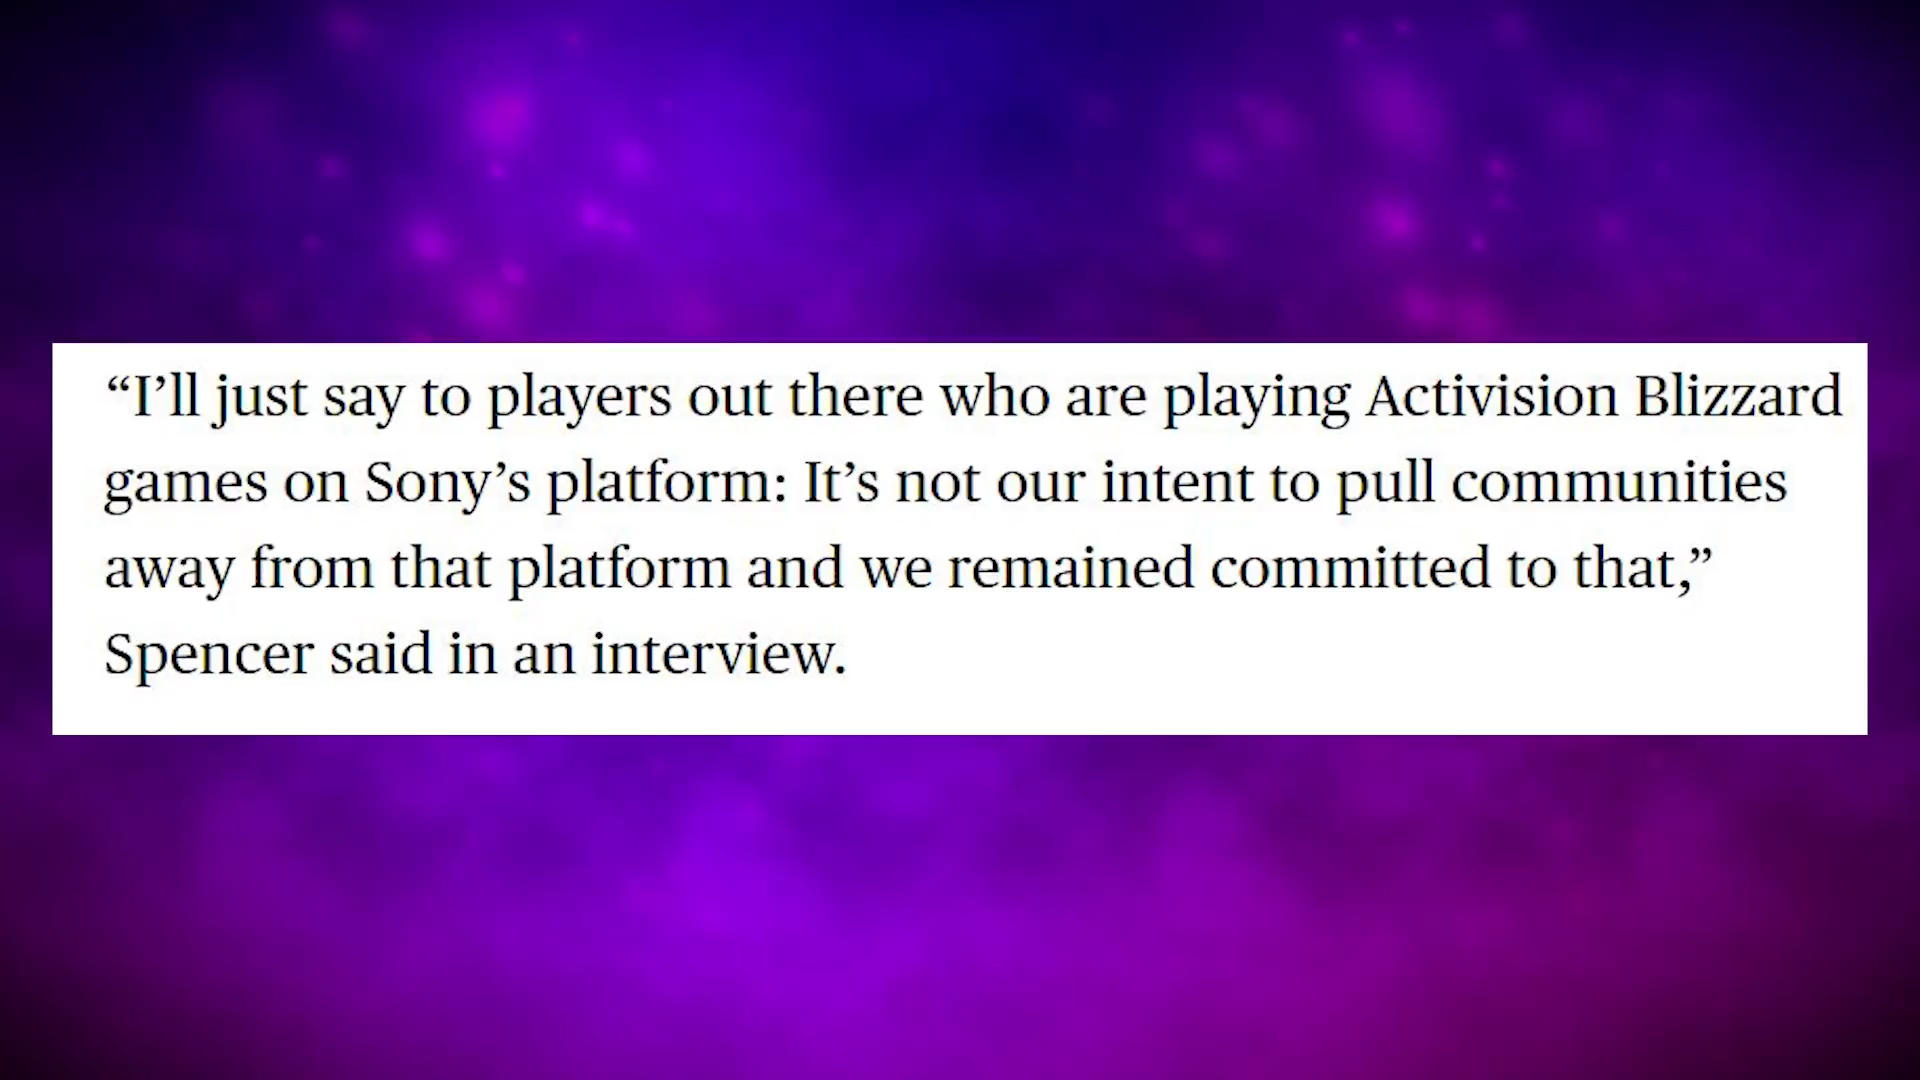 “I’ll just say to players out there who are playing Activision Blizzard
games on Sony’s platform: It’s not our intent to pull communities
away from that platform and we remained committed to that,”
Spencer said in an interview.